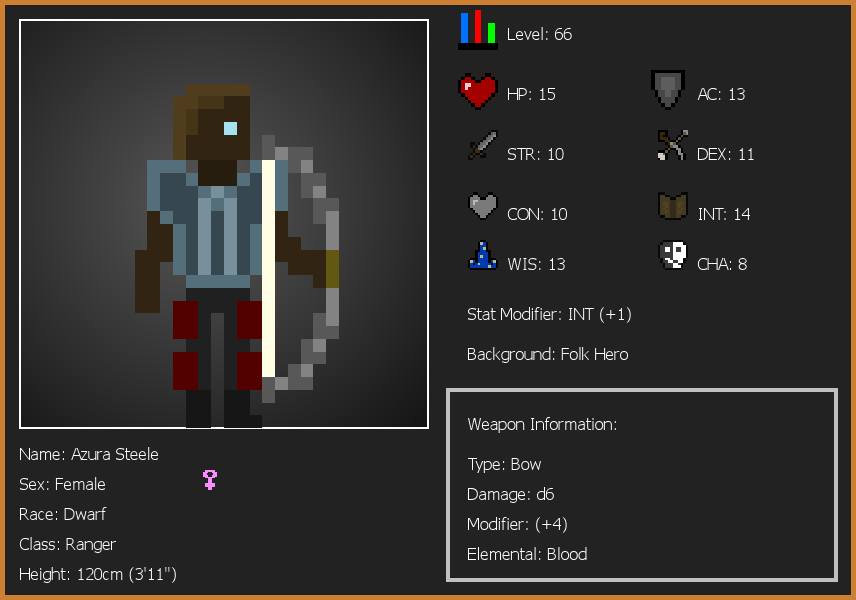 Level: 66
HP: 15
AC: 13
STR: 10
DEX: 11
CON: 10
INT: 14
WIS: 13
CHA: 8
Stat Modifier: INT (+1)
Background: Folk Hero
Weapon Information:
Type: Bow
Damage: d6
Modifier: (+4)
Elemental: Blood
Name: Azura Steele
Sex: Female
Race: Dwarf
Class: Ranger
Height: 120cm (3'11")